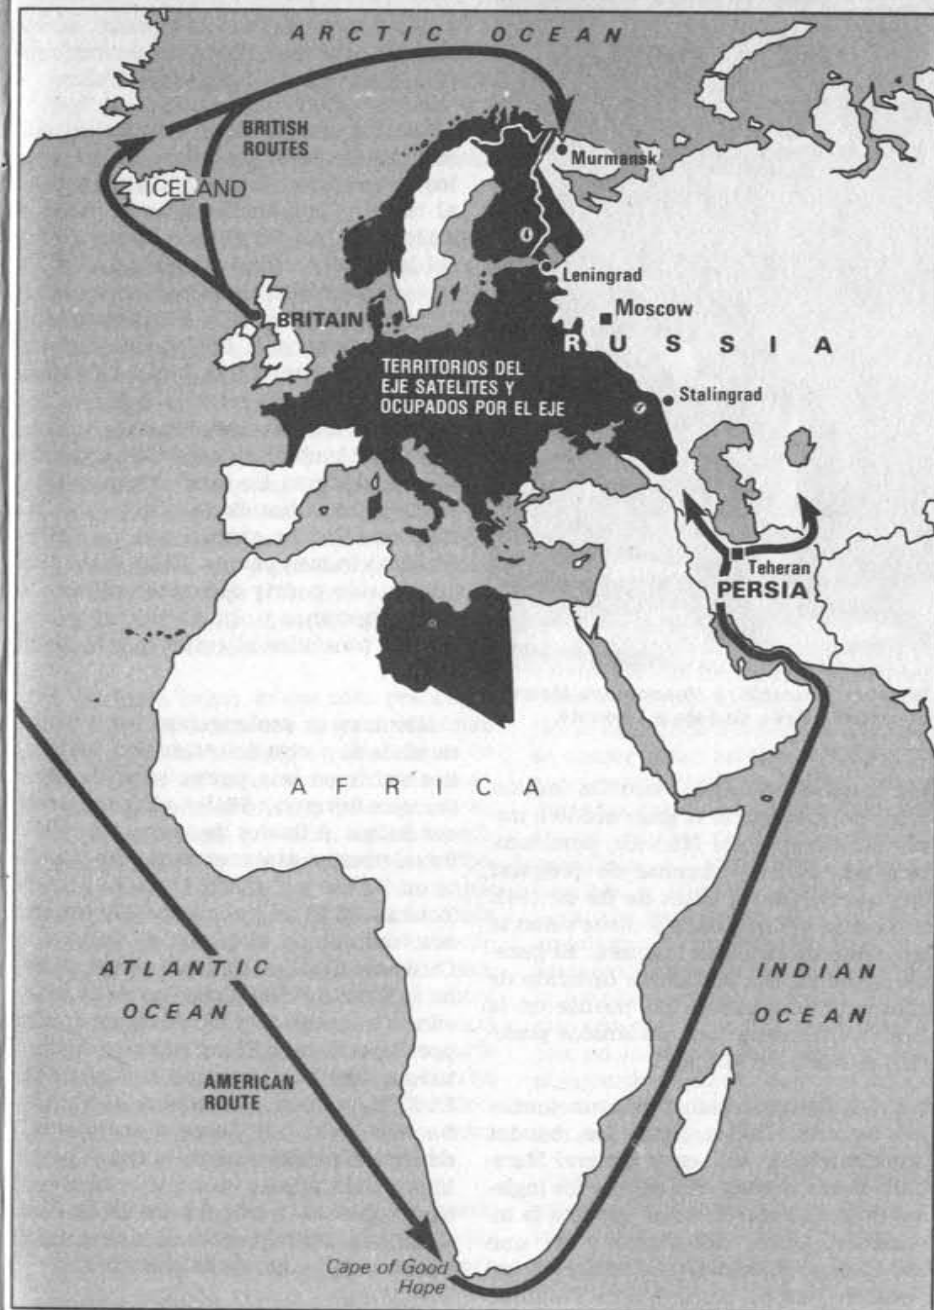 ARCTIC OCEAN
BRITISH
ROUTES
Murmansk
ICELAND
Leningrad
BRITAIN
Moscow
RUSSIA
TERRITORIOS DEL
EJE SATELITES Y
OCUPADOS POR EL EJE
Stalingrad
Teheran
PERSIA
AFRICA
ATLANTIC
OCEAN
INDIAN
OCEAN
AMERICAN
ROUTE
Cape of Good
Hope